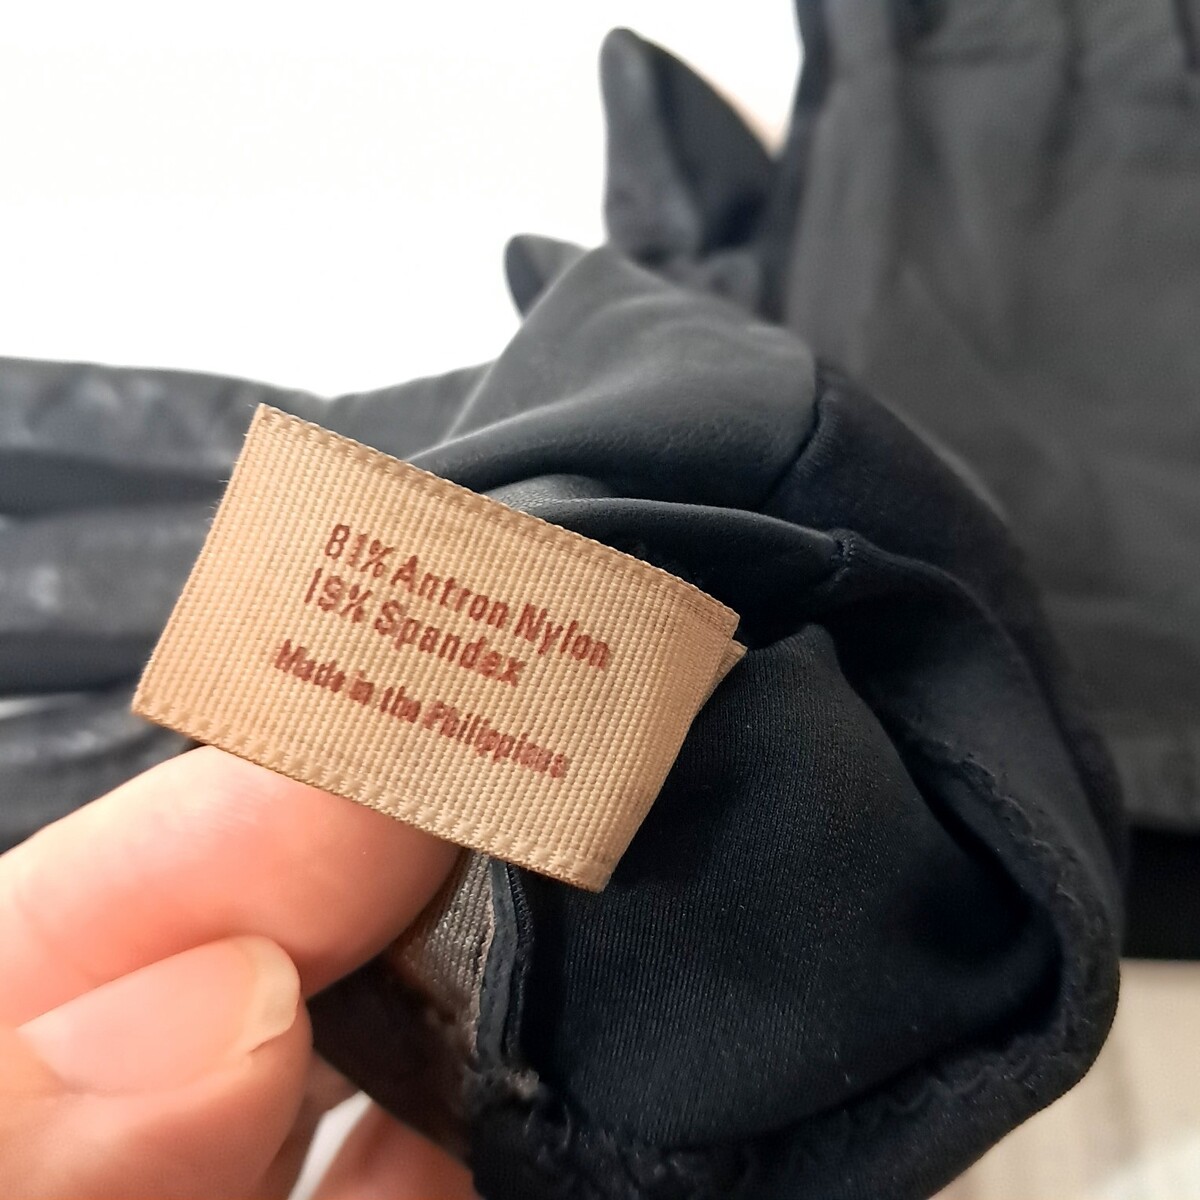 81% Antron Nylon
19% Spandex
Made in the Philippines